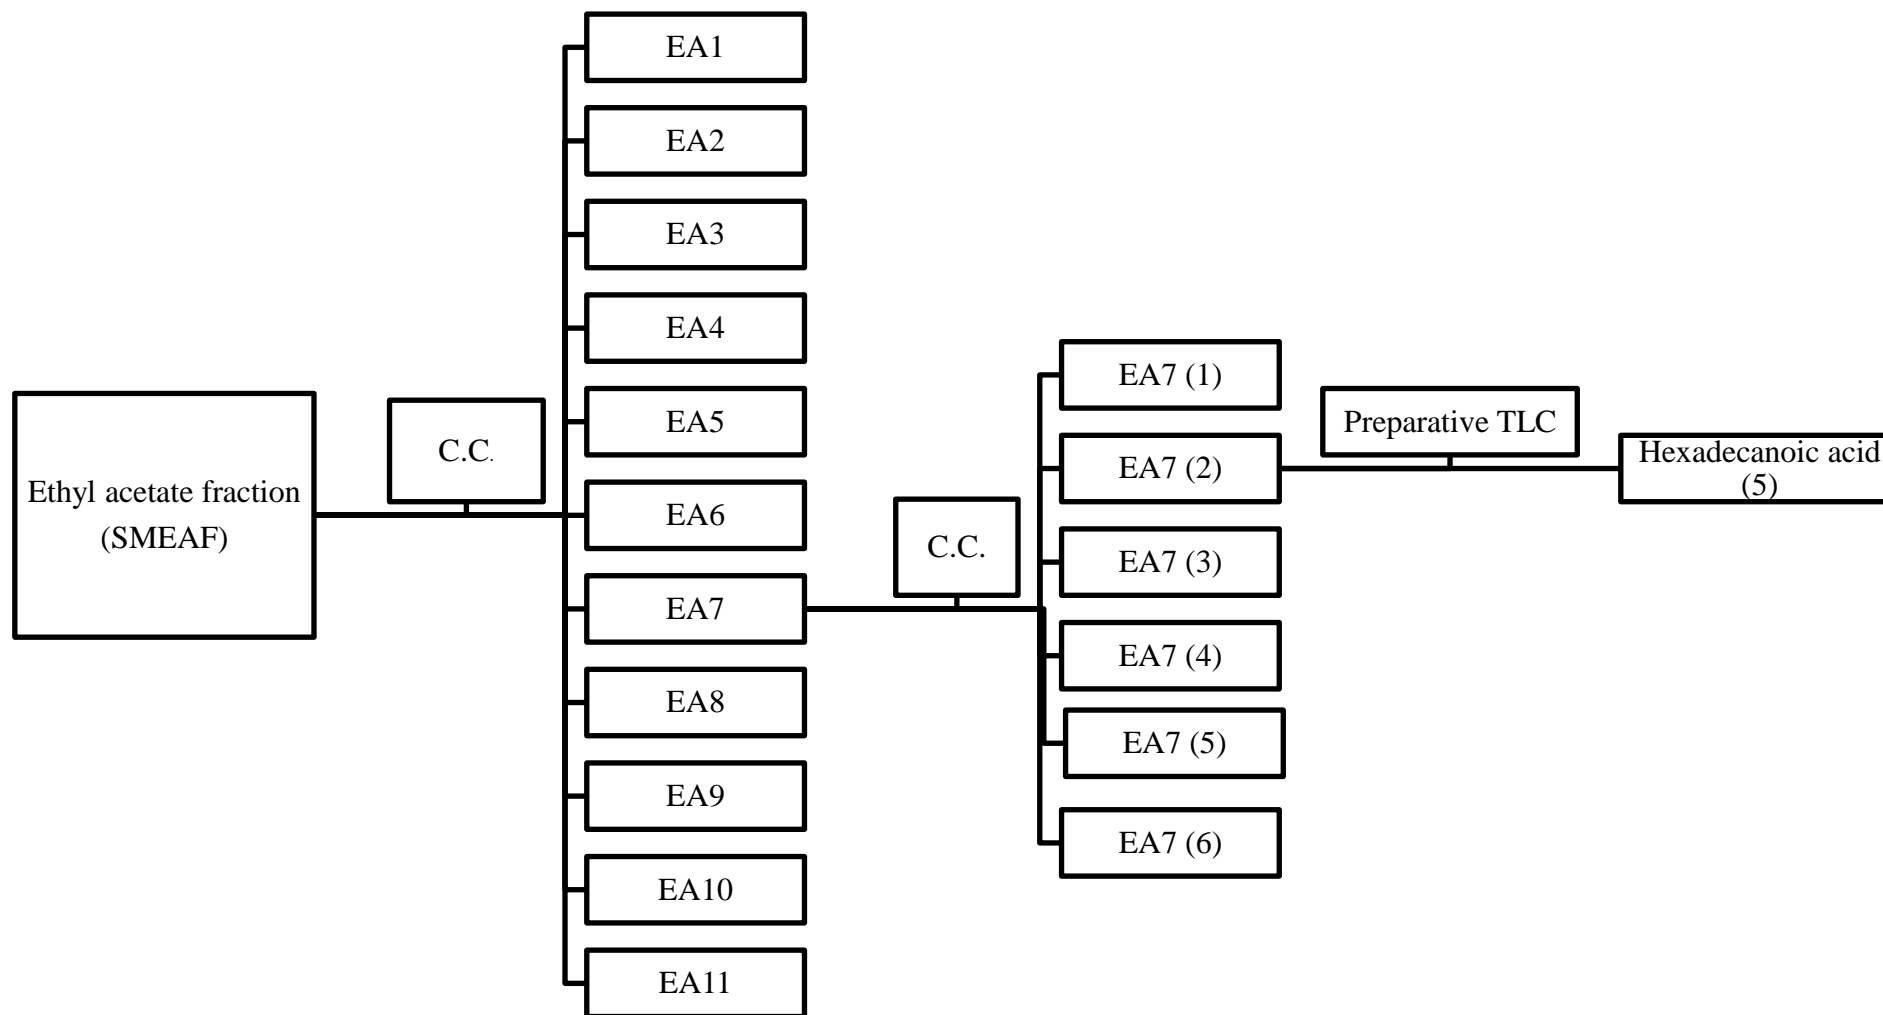 Ethyl acetate fraction
(SMEAF)
C.C.
EA1
EA2
EA3
EA4
EA5
EA6
EA7
EA8
EA9
EA10
EA11
C.C.
EA7 (1)
EA7 (2)
EA7 (3)
EA7 (4)
EA7 (5)
EA7 (6)
Preparative TLC
Hexadecanoic acid
(5)